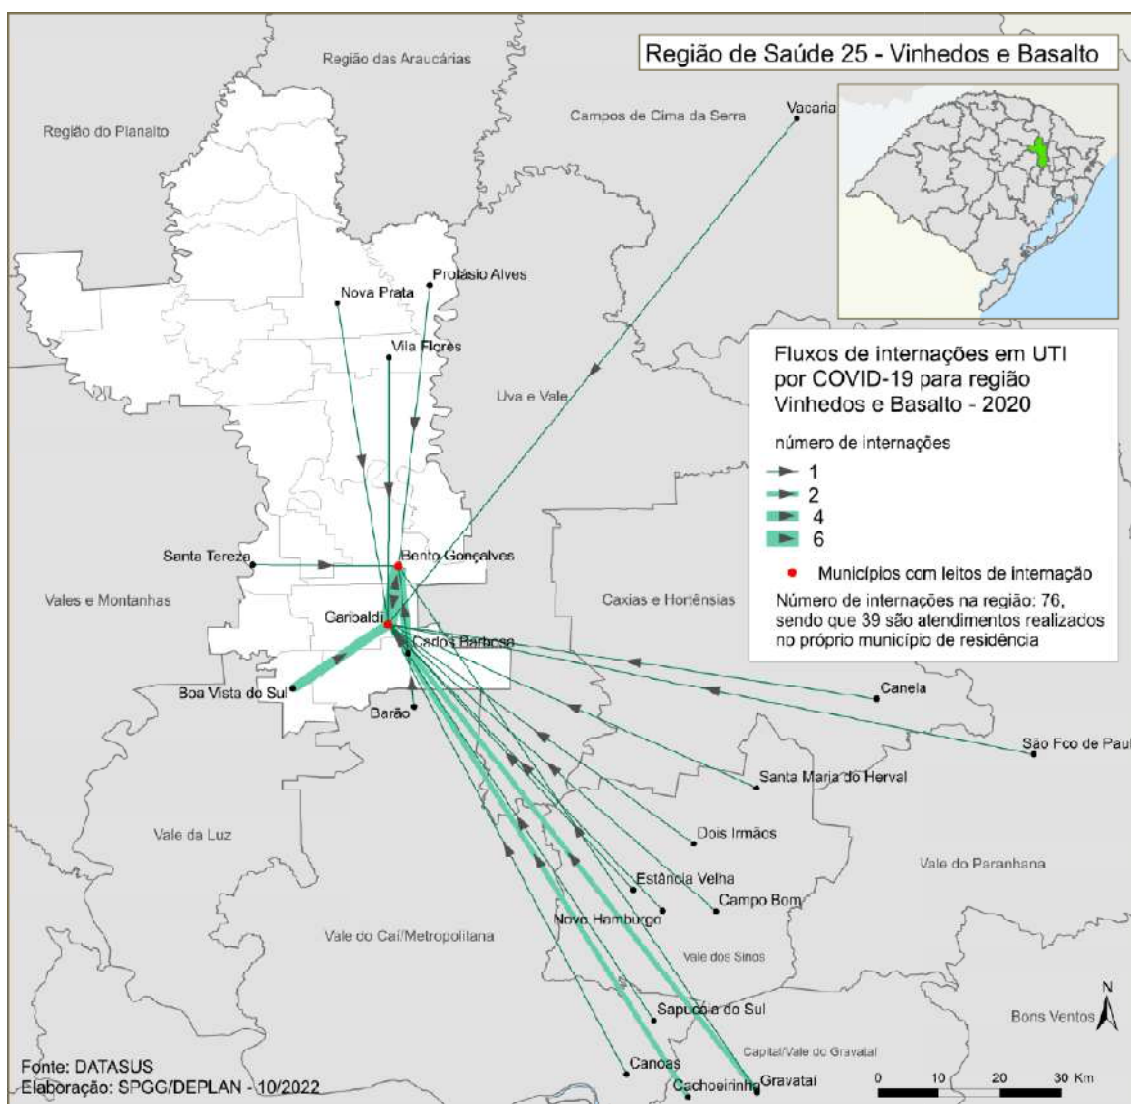 Região de Saúde 25 - Vinhedos e Basalto
Região das Araucárias
Região do Planalto
Campos de Cima da Serra
Vacaria
Protásio Alves
Nova Prata
Vila Flores
Uva e Vale
Fluxos de internações em UTI
por COVID-19 para região
Vinhedos e Basalto - 2020
número de internações
1
2
4
6
Municípios com leitos de internação
Número de internações na região: 76,
sendo que 39 são atendimentos realizados
no próprio município de residência
Santa Tereza
Bento Gonçalves
Vales e Montanhas
Caxias e Hortênsias
Garibaldi
Carlos Barbosa
Boa Vista do Sul
Barão
Canela
São Fco de Paul
Santa Maria do Herval
Vale da Luz
Dois Irmãos
Vale do Paranhana
Estância Velha
Campo Bom
Novo Hamburgo
Vale do Caí/Metropolitana
Vale dos Sinos
Sapucaia do Sul
Bons Ventos
N
Capital/Vale do Gravataí
Canoas
Gravataí
Cachoeirinha
Fonte: DATASUS
Elaboração: SPGG/DEPLAN - 10/2022
0 10 20 30 Km